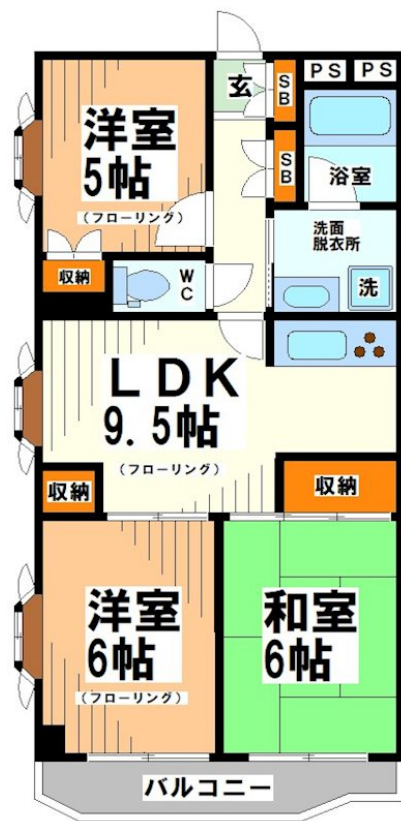 玄
SB
PS PS
洋室
5帖
(フローリング)
SB
浴室
洗面
脱衣所
収納
WC
洗
LDK
9.5帖
(フローリング)
収納
収納
洋室
6帖
(フローリング)
和室
6帖
バルコニー